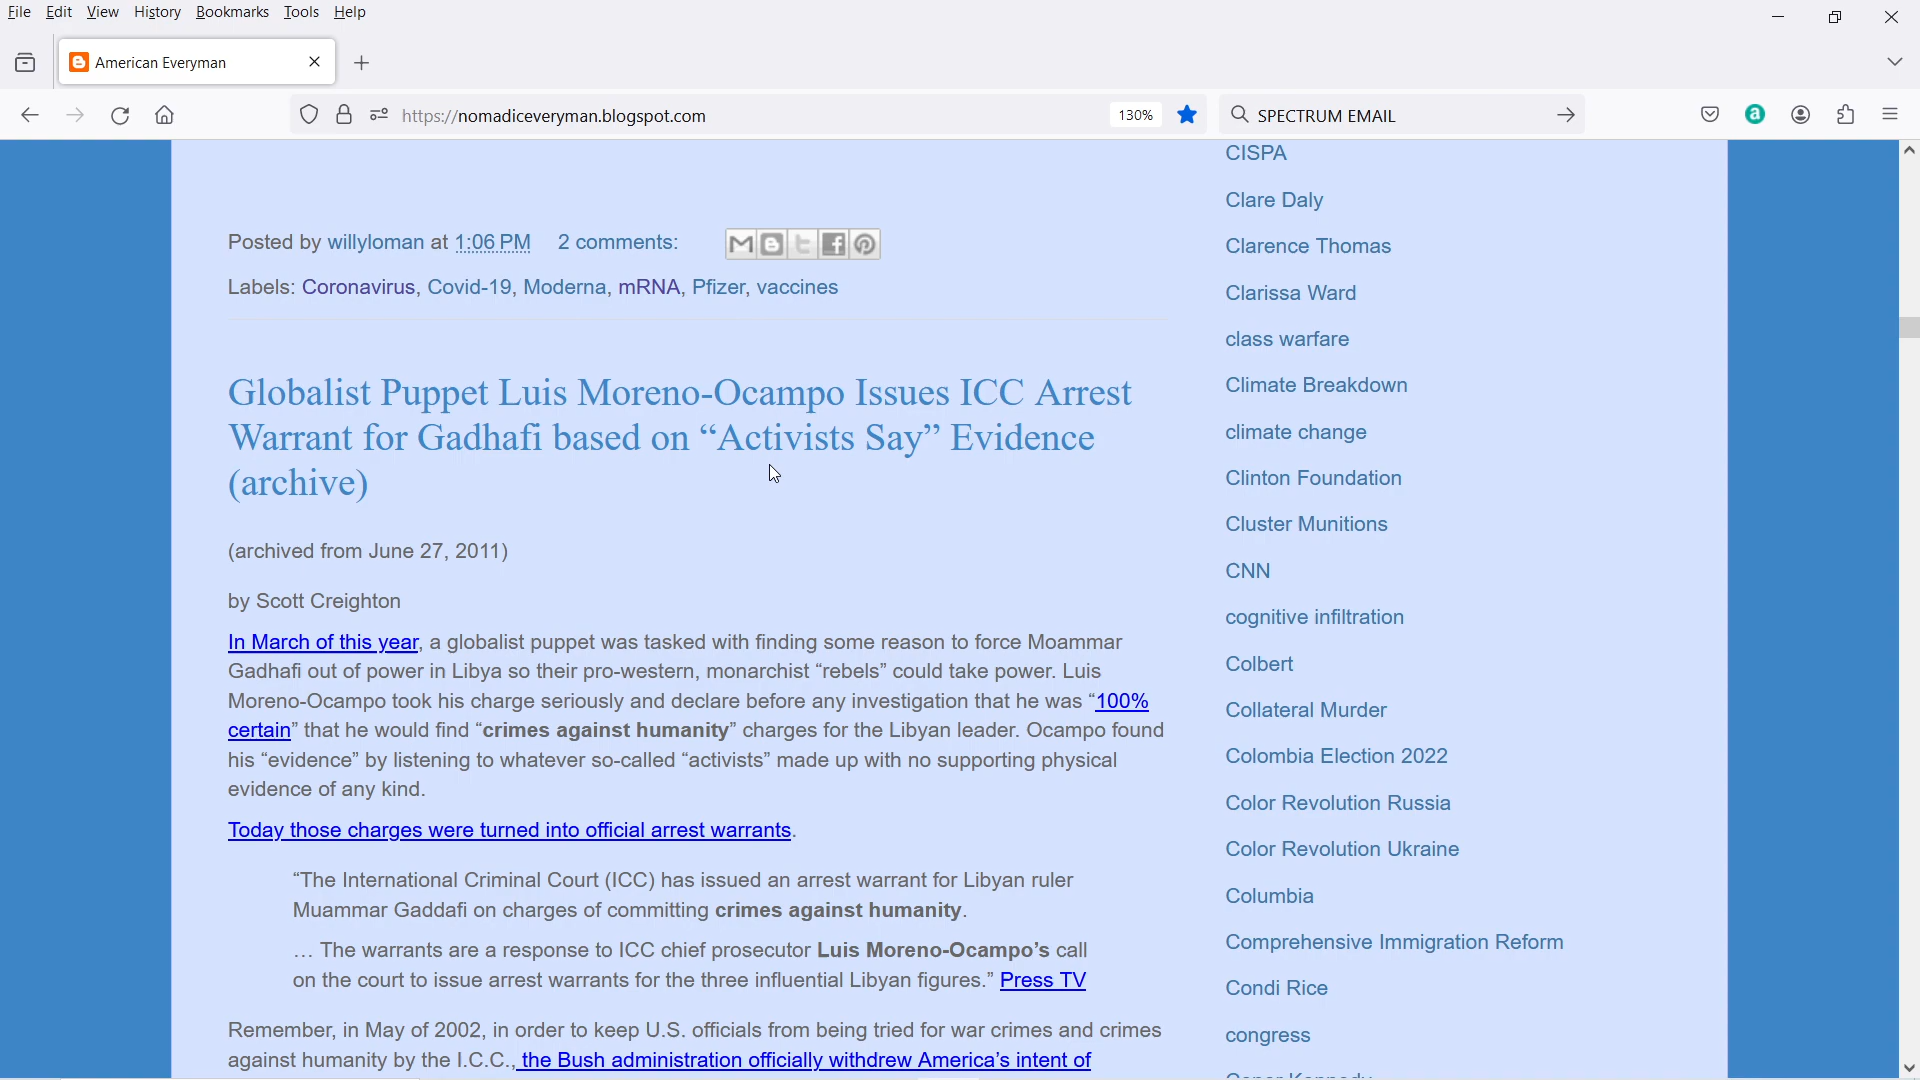 File Edit View History Bookmarks Tools Help
American Everyman
https://nomadiceveryman.blogspot.com
130%
SPECTRUM EMAIL
Posted by willyloman at 1:06 PM 2 comments:
Labels: Coronavirus, Covid-19, Moderna, mRNA, Pfizer, vaccines
Globalist Puppet Luis Moreno-Ocampo Issues ICC Arrest
Warrant for Gadhafi based on “Activists Say” Evidence
(archive)
(archived from June 27, 2011)
by Scott Creighton
In March of this year, a globalist puppet was tasked with finding some reason to force Moammar
Gadhafi out of power in Libya so their pro-western, monarchist “rebels” could take power. Luis
Moreno-Ocampo took his charge seriously and declare before any investigation that he was “100%
certain” that he would find “crimes against humanity” charges for the Libyan leader. Ocampo found
his “evidence” by listening to whatever so-called “activists” made up with no supporting physical
evidence of any kind.
Today those charges were turned into official arrest warrants.
“The International Criminal Court (ICC) has issued an arrest warrant for Libyan ruler
Muammar Gaddafi on charges of committing crimes against humanity.
… The warrants are a response to ICC chief prosecutor Luis Moreno-Ocampo’s call
on the court to issue arrest warrants for the three influential Libyan figures.” Press TV
Remember, in May of 2002, in order to keep U.S. officials from being tried for war crimes and crimes
against humanity by the I.C.C., the Bush administration officially withdrew America’s intent of
CISPA
Clare Daly
Clarence Thomas
Clarissa Ward
class warfare
Climate Breakdown
climate change
Clinton Foundation
Cluster Munitions
CNN
cognitive infiltration
Colbert
Collateral Murder
Colombia Election 2022
Color Revolution Russia
Color Revolution Ukraine
Columbia
Comprehensive Immigration Reform
Condi Rice
congress